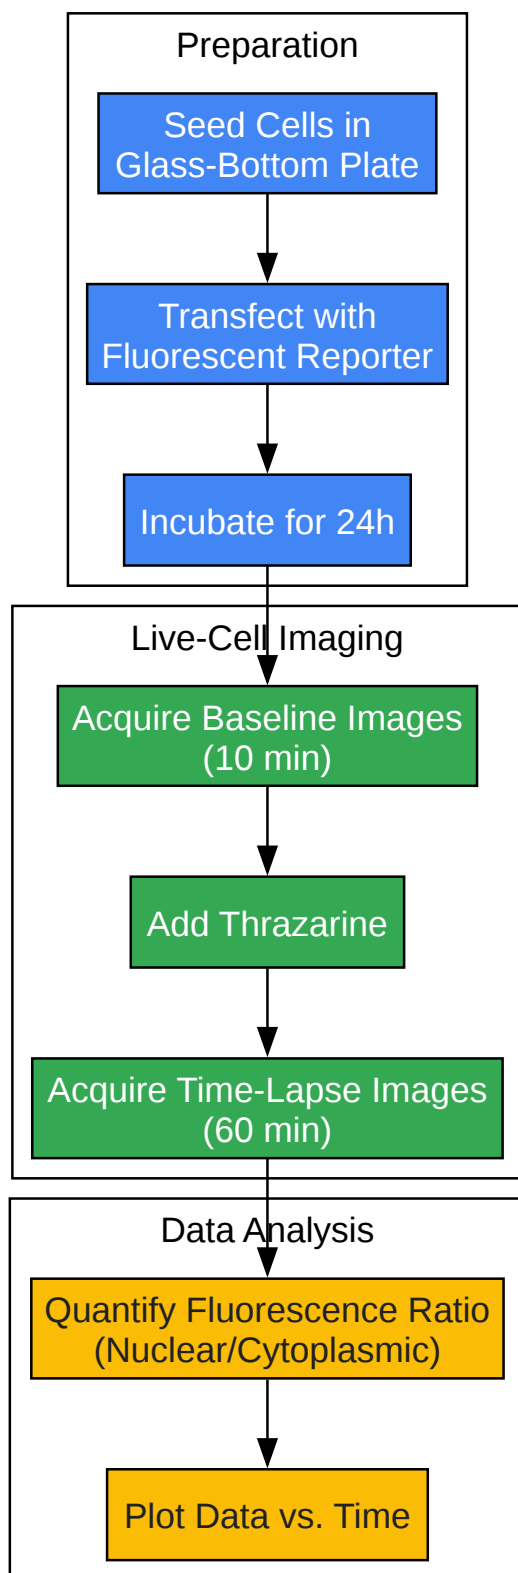 Preparation
Seed Cells in
Glass-Bottom Plate
Transfect with
Fluorescent Reporter
Incubate for 24h
Live-Cell Imaging
Acquire Baseline Images
(10 min)
Add Thrazarine
Acquire Time-Lapse Images
(60 min)
Data Analysis
Quantify Fluorescence Ratio
(Nuclear/Cytoplasmic)
Plot Data vs. Time